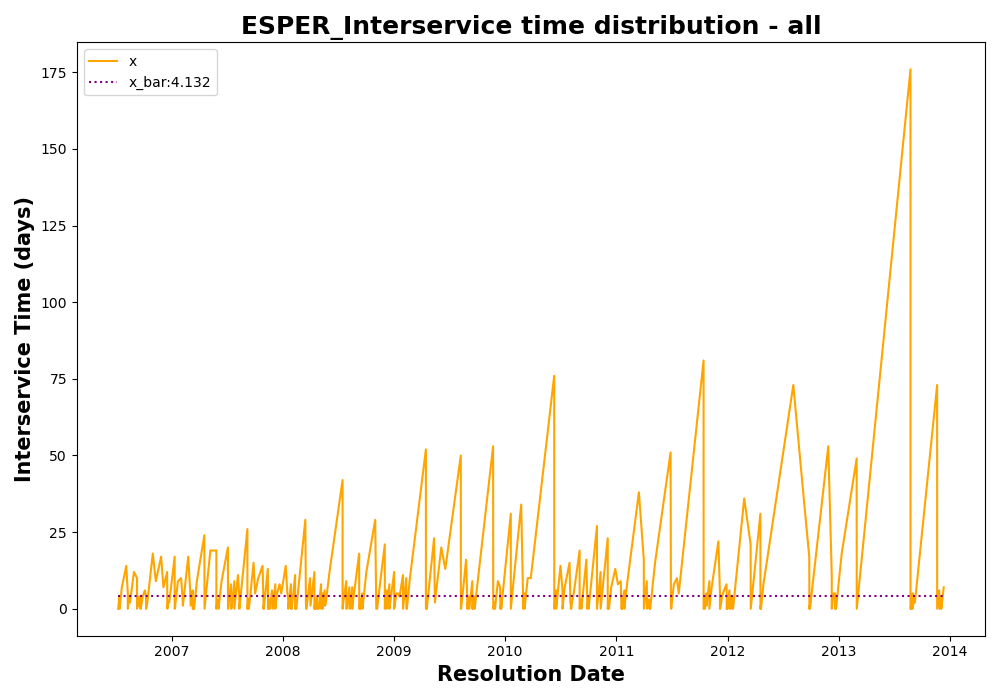 ESPER_Interservice time distribution - all
x
x_bar:4.132
Interservice Time (days)
175
150
125
100
75
50
25
0
2007 2008 2009 2010 2011 2012 2013 2014
Resolution Date